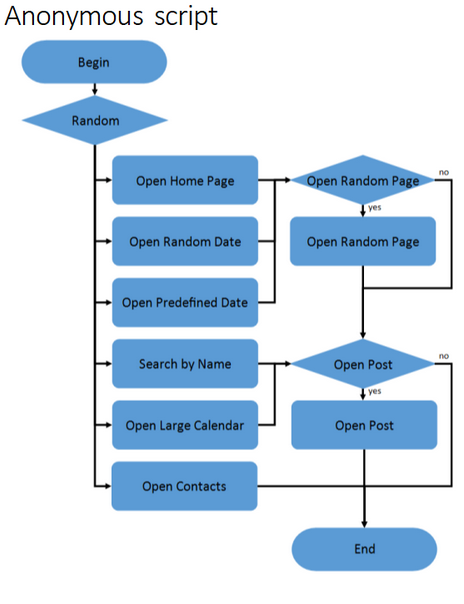 Anonymous script
Begin
Random
Open Home Page
Open Random Date
Open Predefined Date
Search by Name
Open Large Calendar
Open Contacts
Open Random Page
no
yes
Open Random Page
Open Post
no
yes
Open Post
End